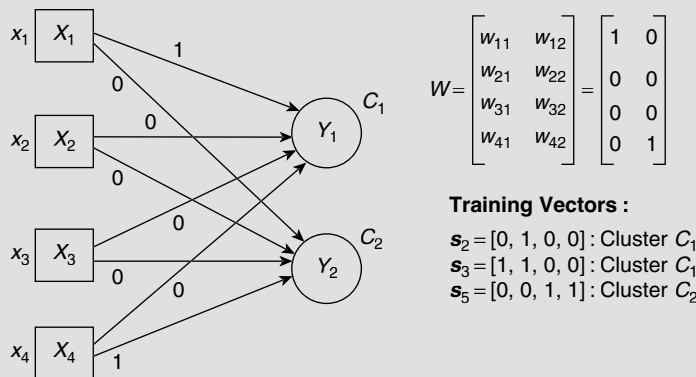 x₁ X₁
1
0
C₁
0
x₂ X₂
Y₁
0
0
C₂
x₃ X₃
Y₂
0
0
x₄ X₄
1
W = [w₁₁ w₁₂ = [1 0
w₂₁ w₂₂ 0 0
w₃₁ w₃₂ 0 0
w₄₁ w₄₂] 0 1]
Training Vectors :
s₂ = [0, 1, 0, 0] : Cluster C₁
s₃ = [1, 1, 0, 0] : Cluster C₁
s₅ = [0, 0, 1, 1] : Cluster C₂